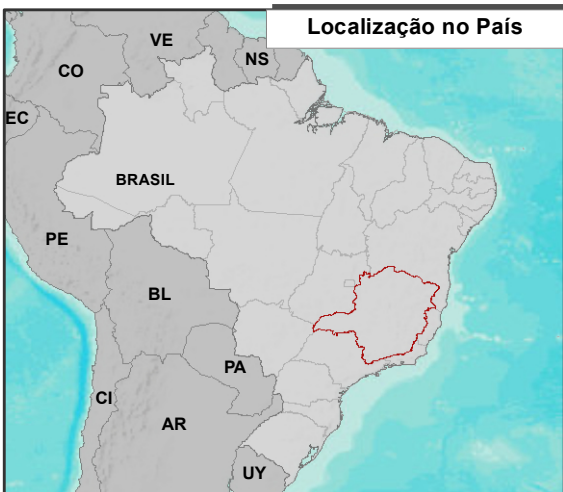 Localização no País
VE
NS
CO
EC
BRASIL
PE
BL
PA
CI
AR
UY